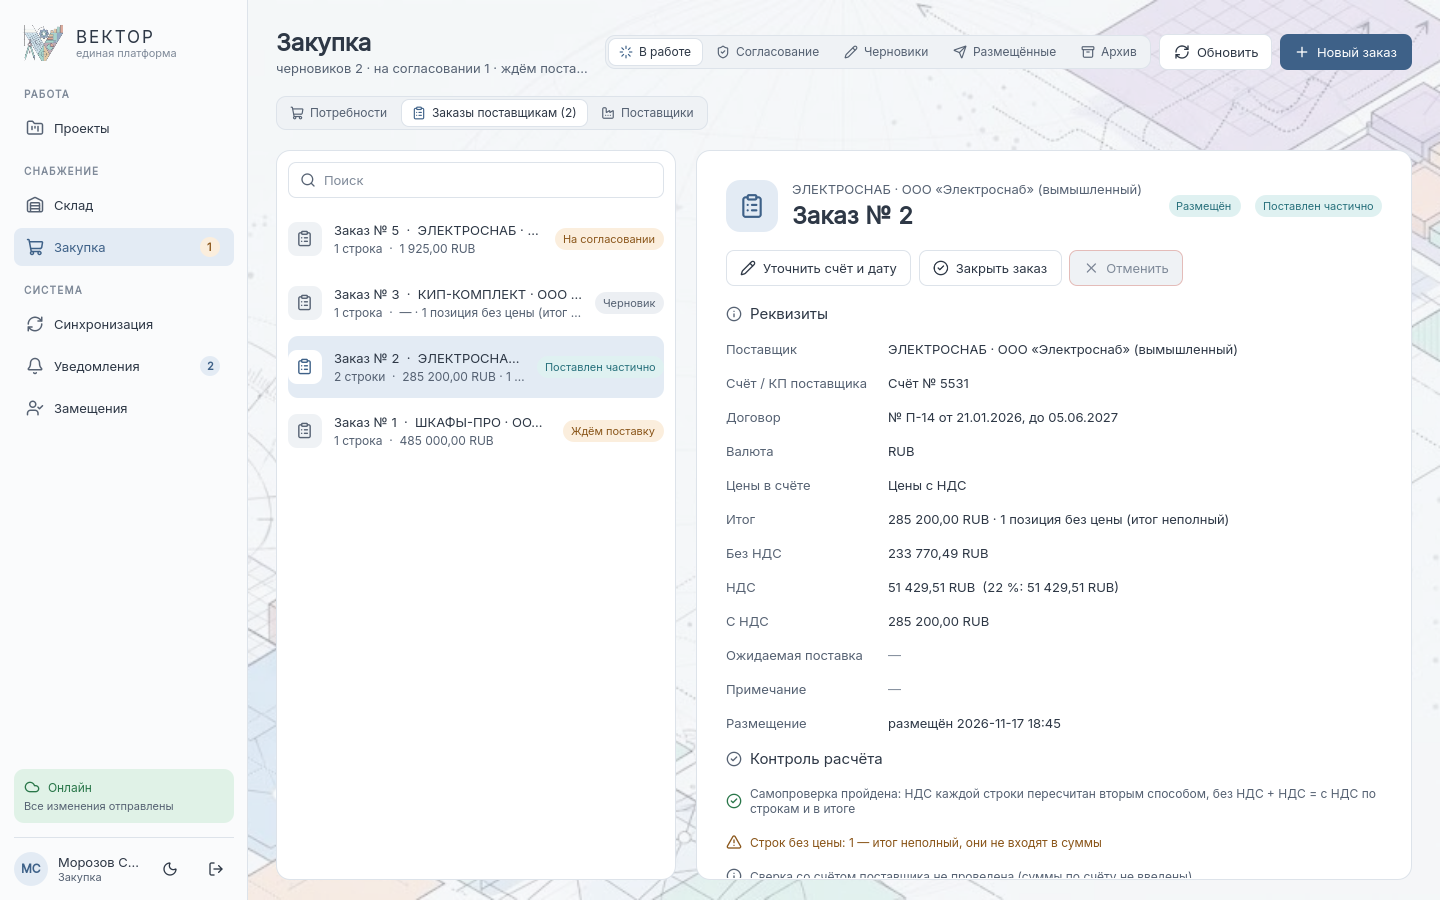 ВЕКТОР
единая платформа
РАБОТА
Проекты
СНАБЖЕНИЕ
Склад
Закупка
1
СИСТЕМА
Синхронизация
Уведомления
2
Замещения
Онлайн
Все изменения отправлены
МС
Морозов С...
Закупка
Закупка
черновиков 2 · на согласовании 1 · ждём поста...
В работе
Согласование
Черновики
Размещённые
Архив
Обновить
Новый заказ
Потребности
Заказы поставщикам (2)
Поставщики
Поиск
Заказ № 5 · ЭЛЕКТРОСНАБ · ...
1 строка · 1 925,00 RUB
На согласовании
Заказ № 3 · КИП-КОМПЛЕКТ · ООО ...
1 строка · — · 1 позиция без цены (итог ...
Черновик
Заказ № 2 · ЭЛЕКТРОСНА...
2 строки · 285 200,00 RUB · 1 ...
Поставлен частично
Заказ № 1 · ШКАФЫ-ПРО · ОО...
1 строка · 485 000,00 RUB
Ждём поставку
ЭЛЕКТРОСНАБ · ООО «Электроснаб» (вымышленный)
Заказ № 2
Размещён
Поставлен частично
Уточнить счёт и дату
Закрыть заказ
Отменить
Реквизиты
Поставщик ЭЛЕКТРОСНАБ · ООО «Электроснаб» (вымышленный)
Счёт / КП поставщика Счёт № 5531
Договор № П-14 от 21.01.2026, до 05.06.2027
Валюта RUB
Цены в счёте Цены с НДС
Итог 285 200,00 RUB · 1 позиция без цены (итог неполный)
Без НДС 233 770,49 RUB
НДС 51 429,51 RUB (22 %: 51 429,51 RUB)
С НДС 285 200,00 RUB
Ожидаемая поставка —
Примечание —
Размещение размещён 2026-11-17 18:45
Контроль расчёта
Самопроверка пройдена: НДС каждой строки пересчитан вторым способом, без НДС + НДС = с НДС по
строкам и в итоге
Строк без цены: 1 — итог неполный, они не входят в суммы
Сверка со счётом поставщика не проведена (суммы по счёту не введены)